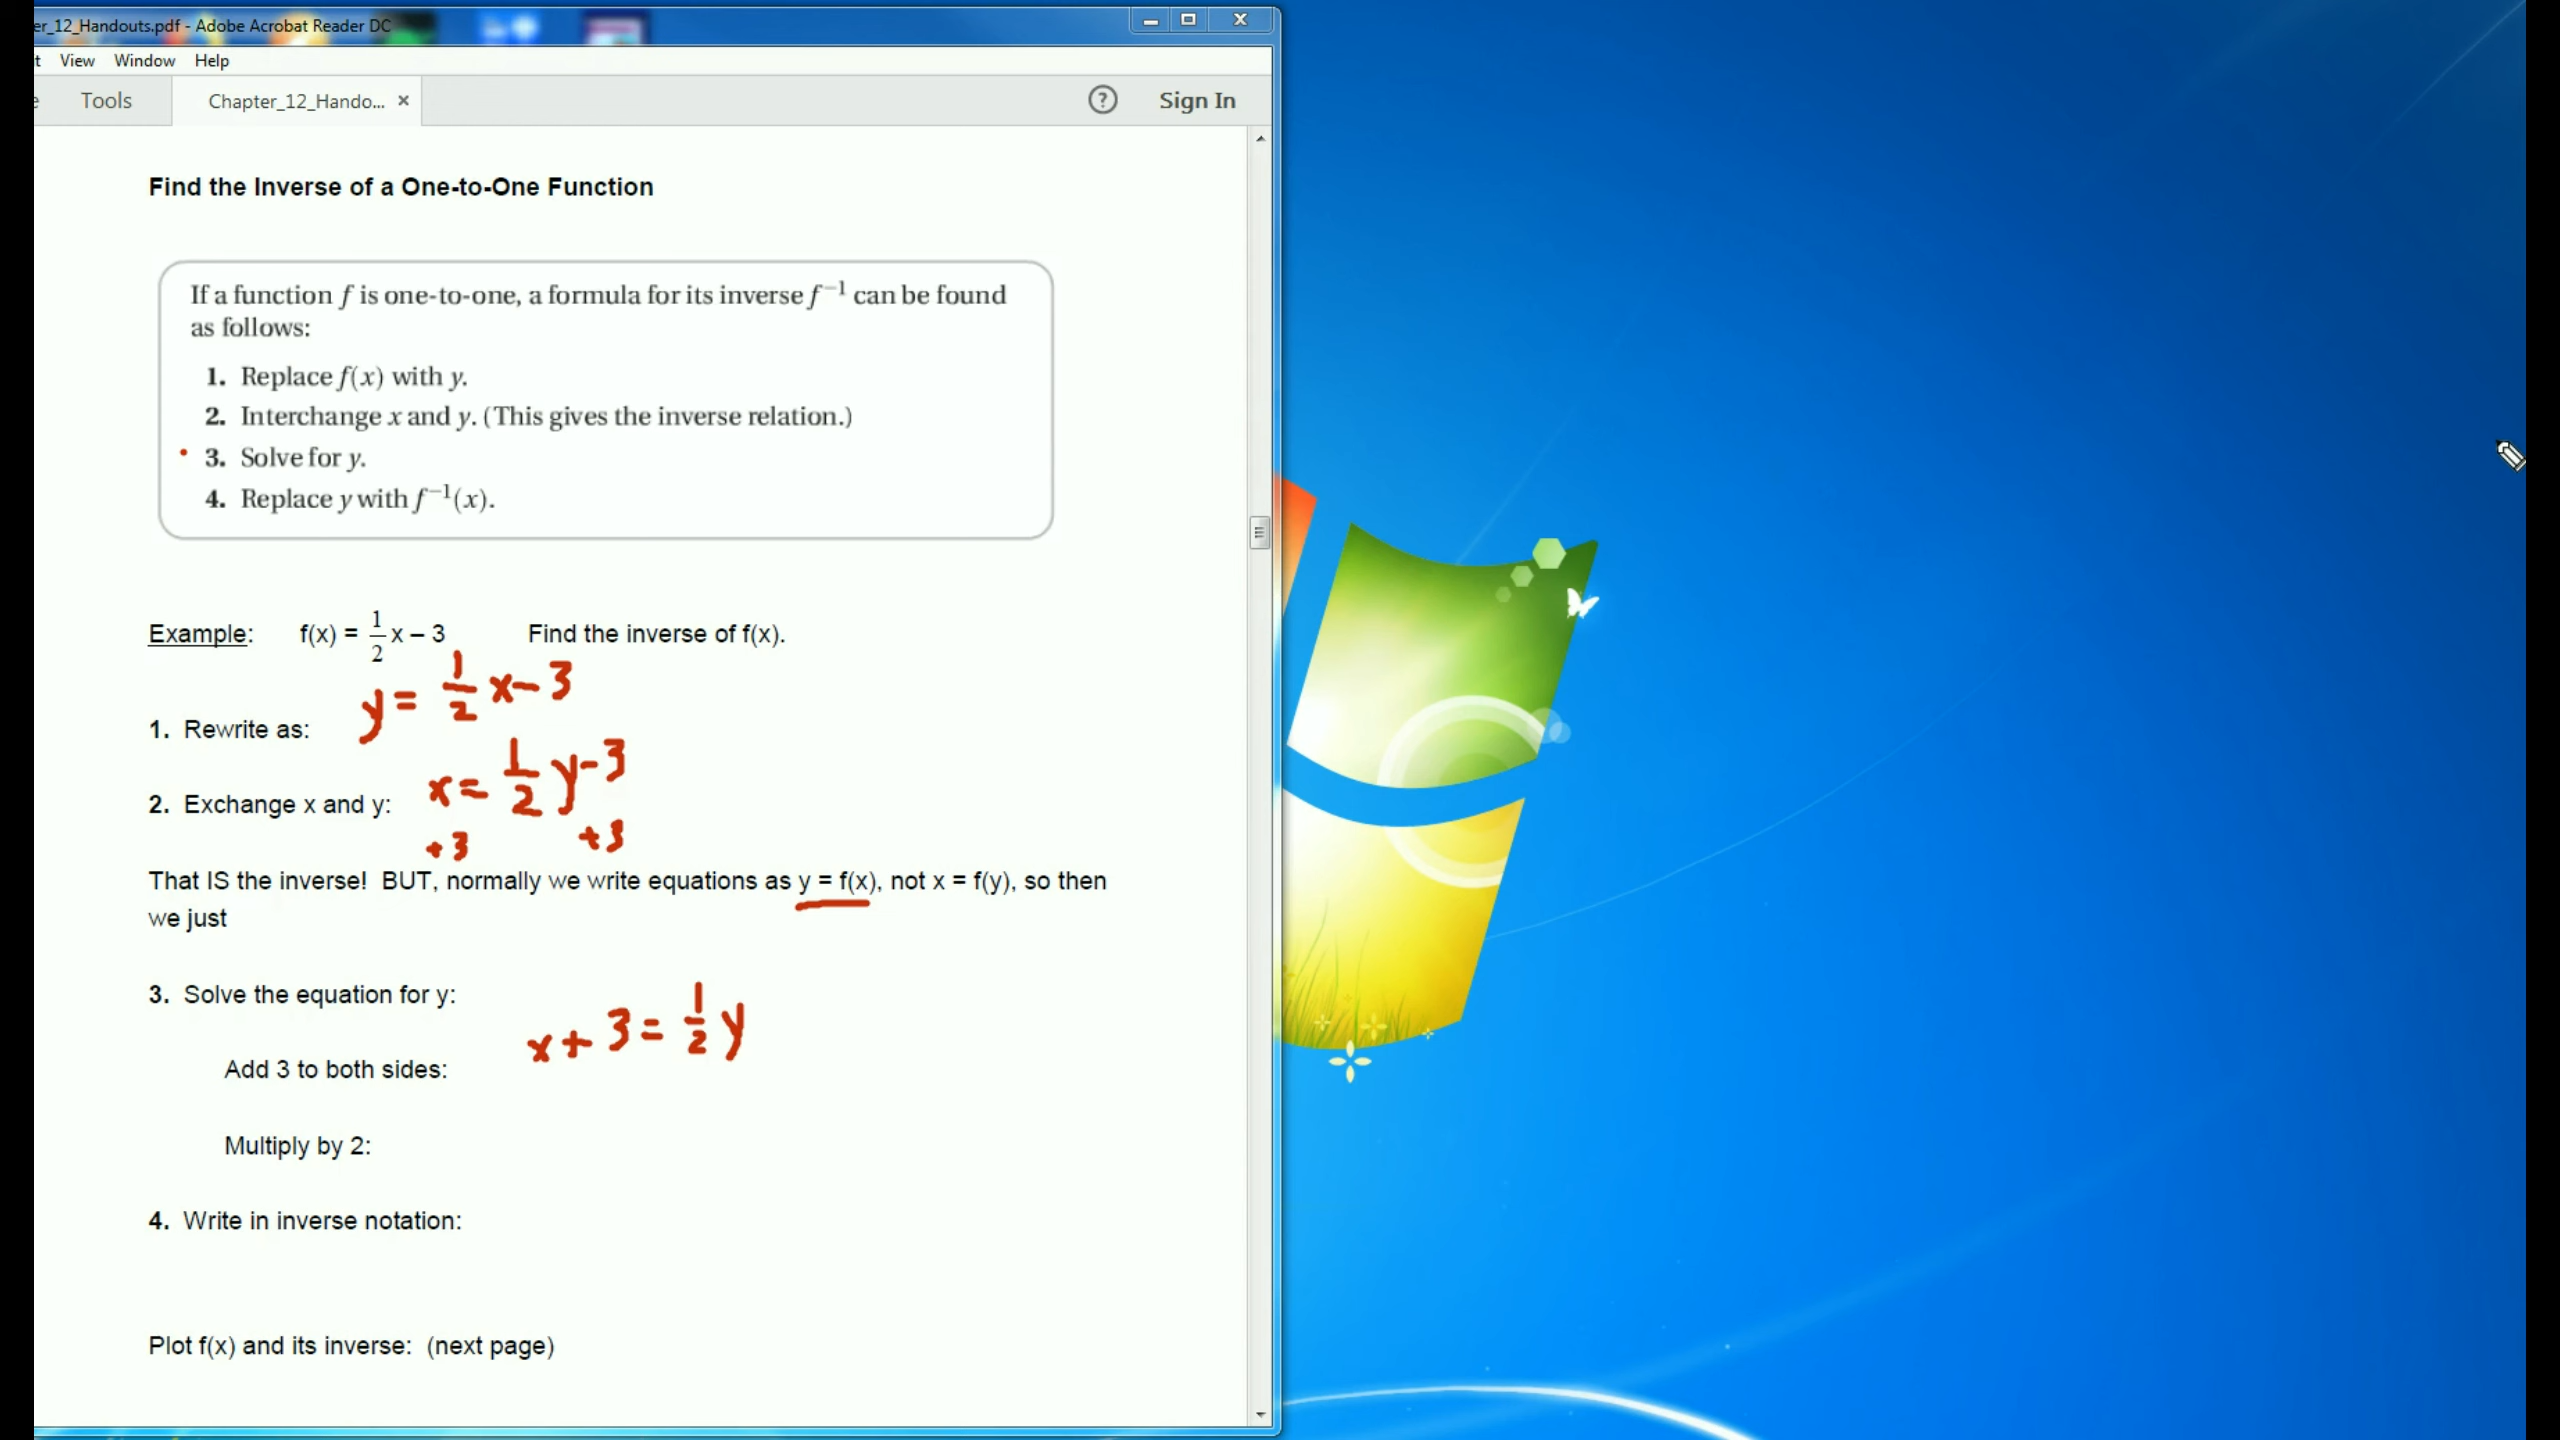 er_12_Handouts.pdf - Adobe Acrobat Reader DC
t View Window Help
e Tools Chapter_12_Hando... × ? Sign In
Find the Inverse of a One-to-One Function
If a function f is one-to-one, a formula for its inverse f⁻¹ can be found
as follows:
1. Replace f(x) with y.
2. Interchange x and y. (This gives the inverse relation.)
3. Solve for y.
4. Replace y with f⁻¹(x).
Example: f(x) = 1/2 x – 3 Find the inverse of f(x).
y = 1/2 x - 3
1. Rewrite as:
x = 1/2 y - 3
2. Exchange x and y:
+3 +3
That IS the inverse! BUT, normally we write equations as y = f(x), not x = f(y), so then
we just
3. Solve the equation for y:
x + 3 = 1/2 y
Add 3 to both sides:
Multiply by 2:
4. Write in inverse notation:
Plot f(x) and its inverse: (next page)